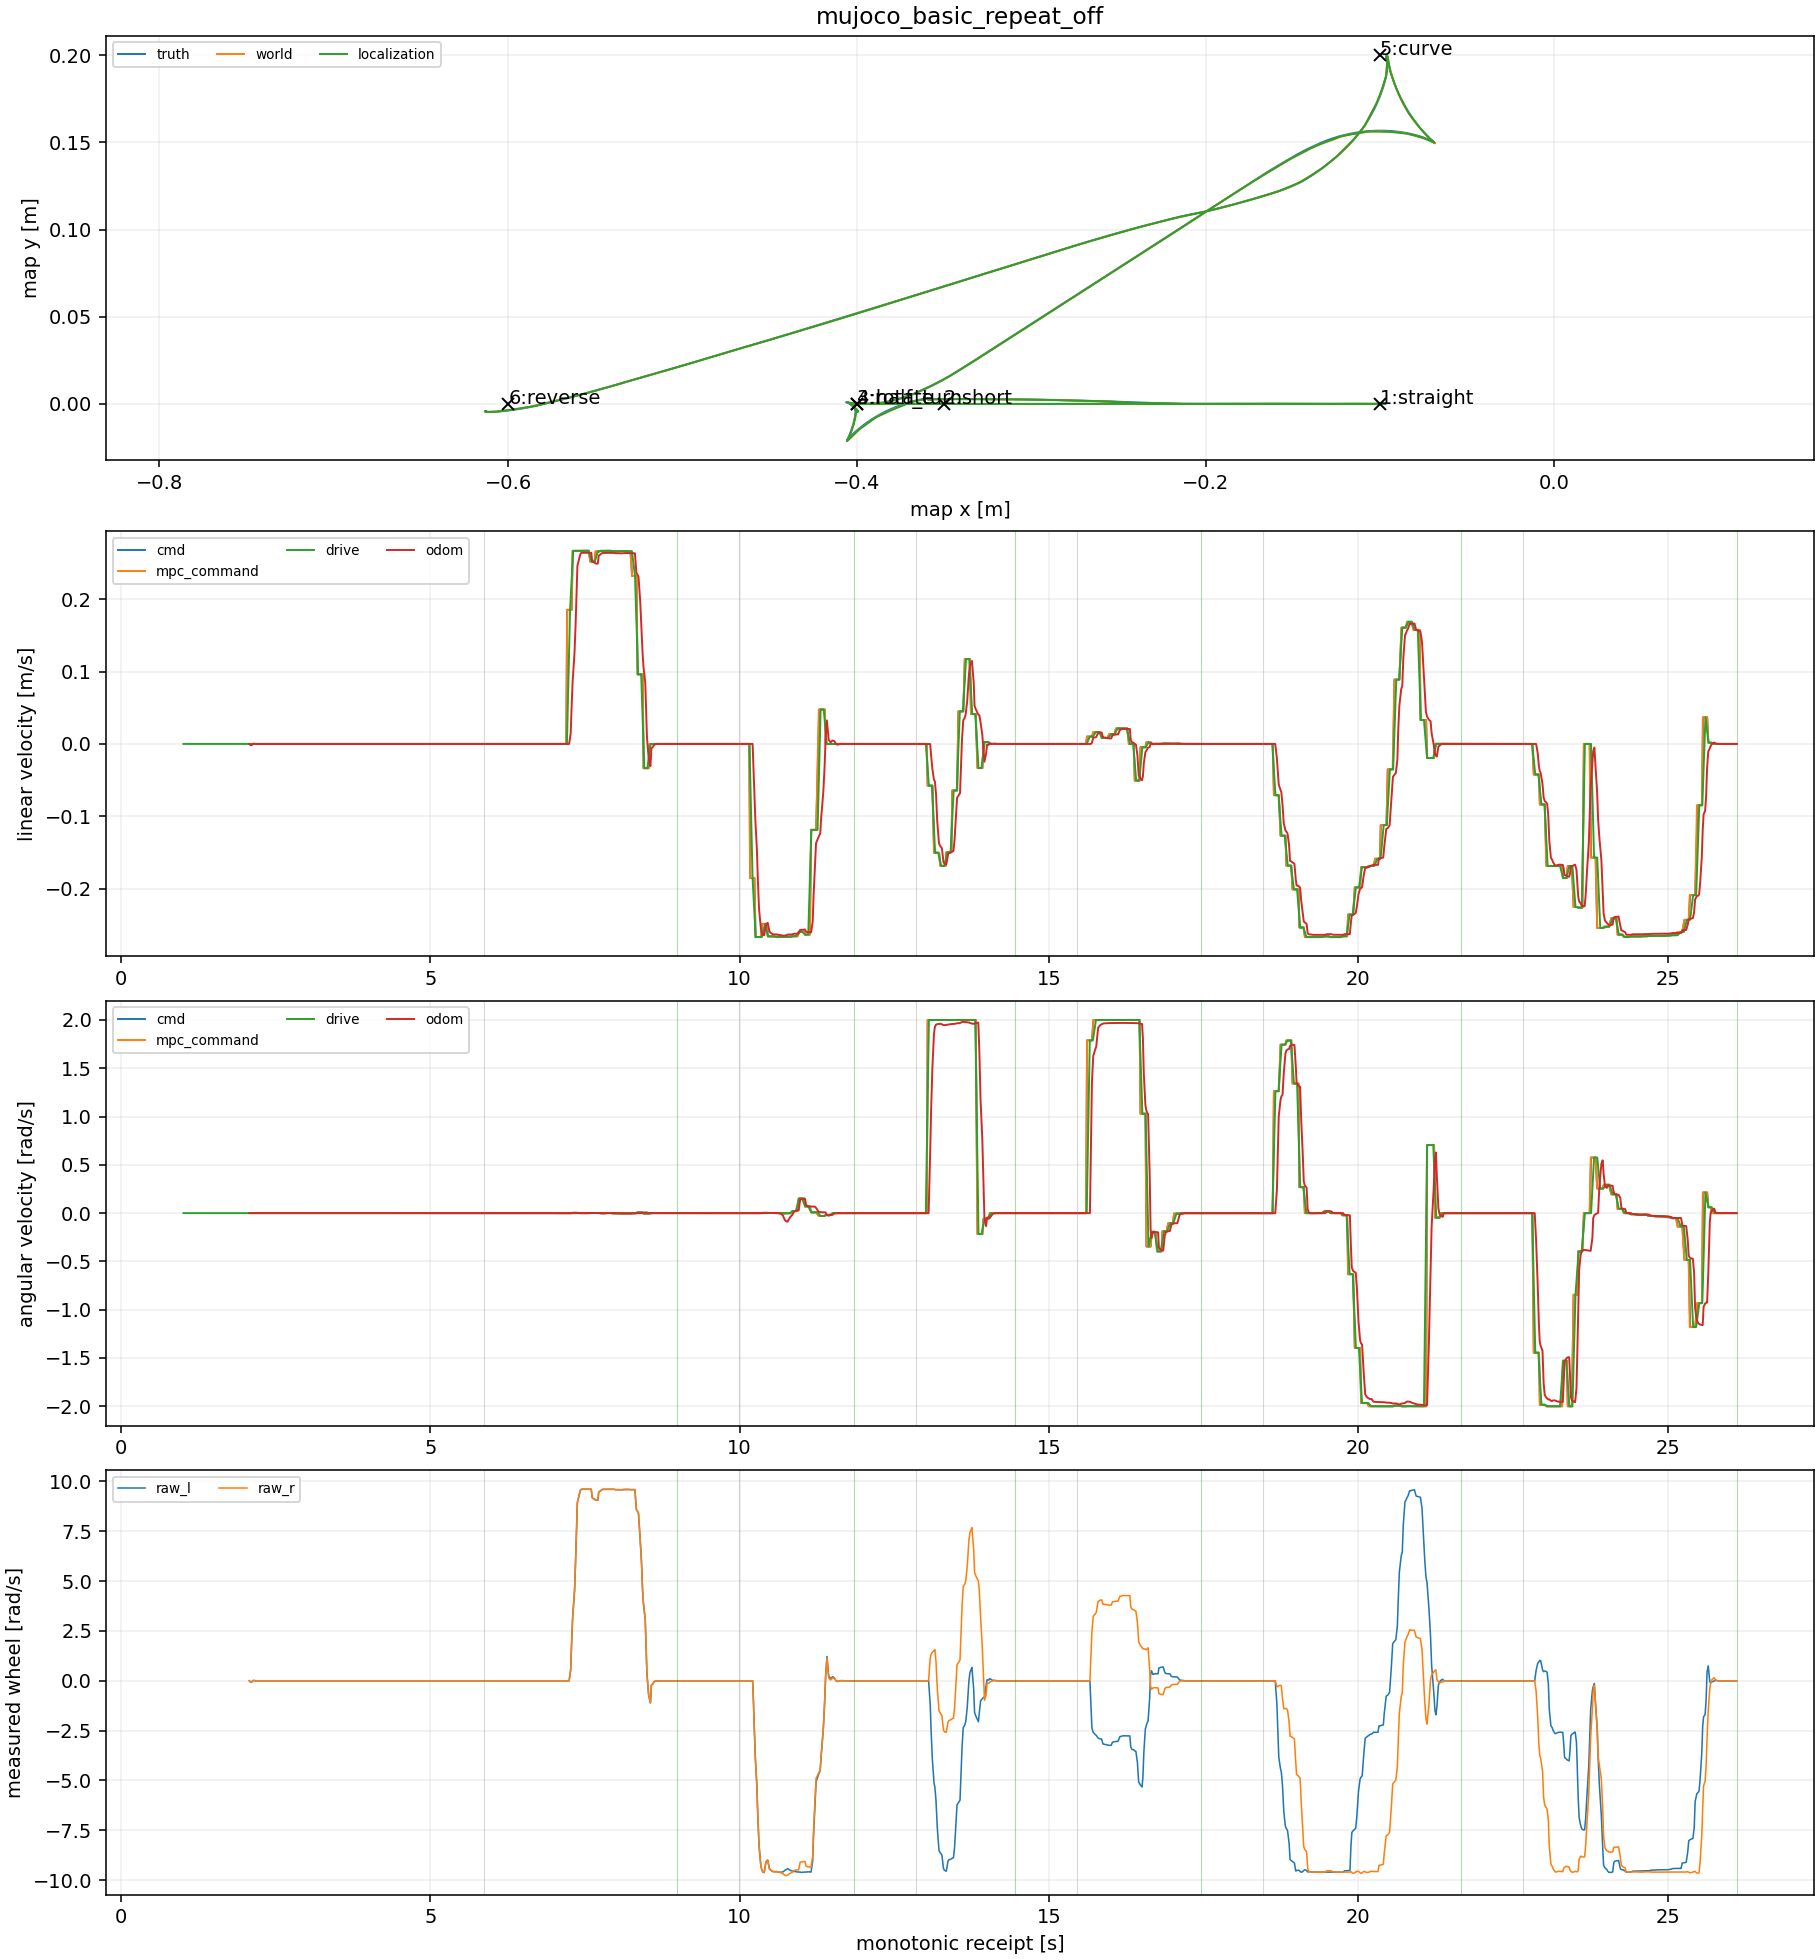 mujoco_basic_repeat_off
truth world localization
5:curve
6:reverse
2:short
1:straight
0.20
0.15
0.10
0.05
0.00
map y [m]
−0.8 −0.6 −0.4 −0.2 0.0
map x [m]
cmd drive odom
mpc_command
0.2
0.1
0.0
−0.1
−0.2
linear velocity [m/s]
0 5 10 15 20 25
cmd drive odom
mpc_command
2.0
1.5
1.0
0.5
0.0
−0.5
−1.0
−1.5
−2.0
angular velocity [rad/s]
0 5 10 15 20 25
raw_l raw_r
10.0
7.5
5.0
2.5
0.0
−2.5
−5.0
−7.5
−10.0
measured wheel [rad/s]
0 5 10 15 20 25
monotonic receipt [s]